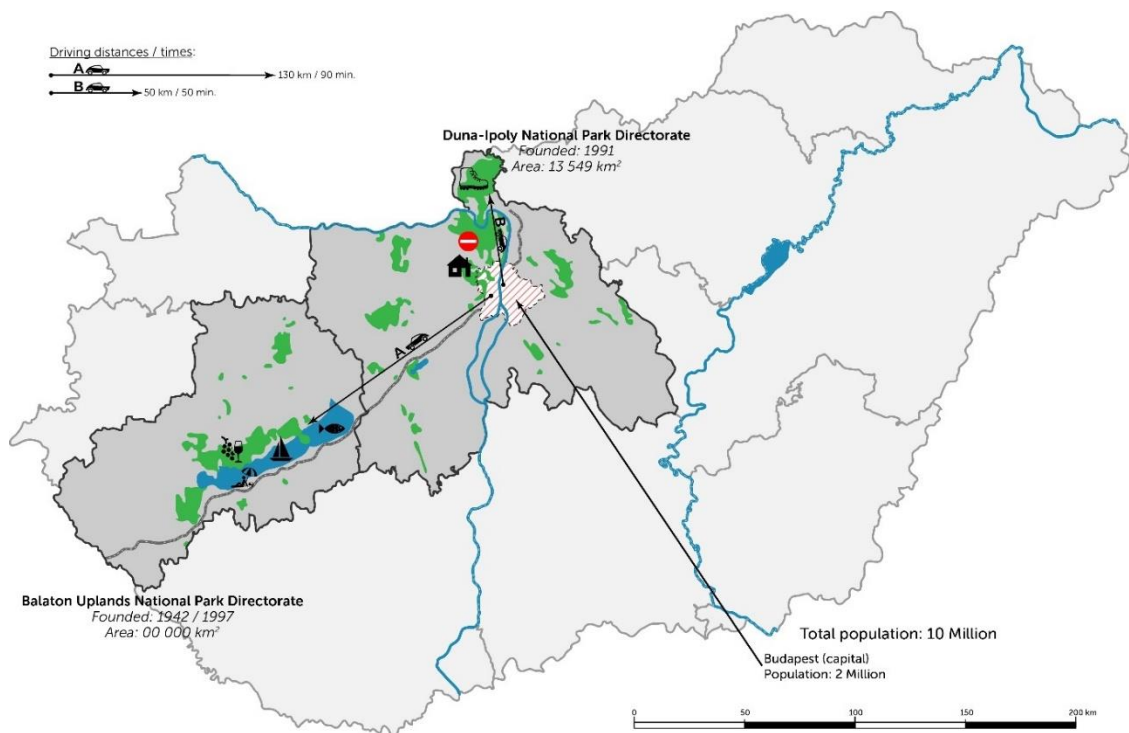 Driving distances / times:
A
130 km / 90 min.
B
50 km / 50 min.
Duna-Ipoly National Park Directorate
Founded: 1991
Area: 13 549 km²
B
A
Balaton Uplands National Park Directorate
Founded: 1942 / 1997
Area: 00 000 km²
Total population: 10 Million
Budapest (capital)
Population: 2 Million
0 50 100 150 200 km